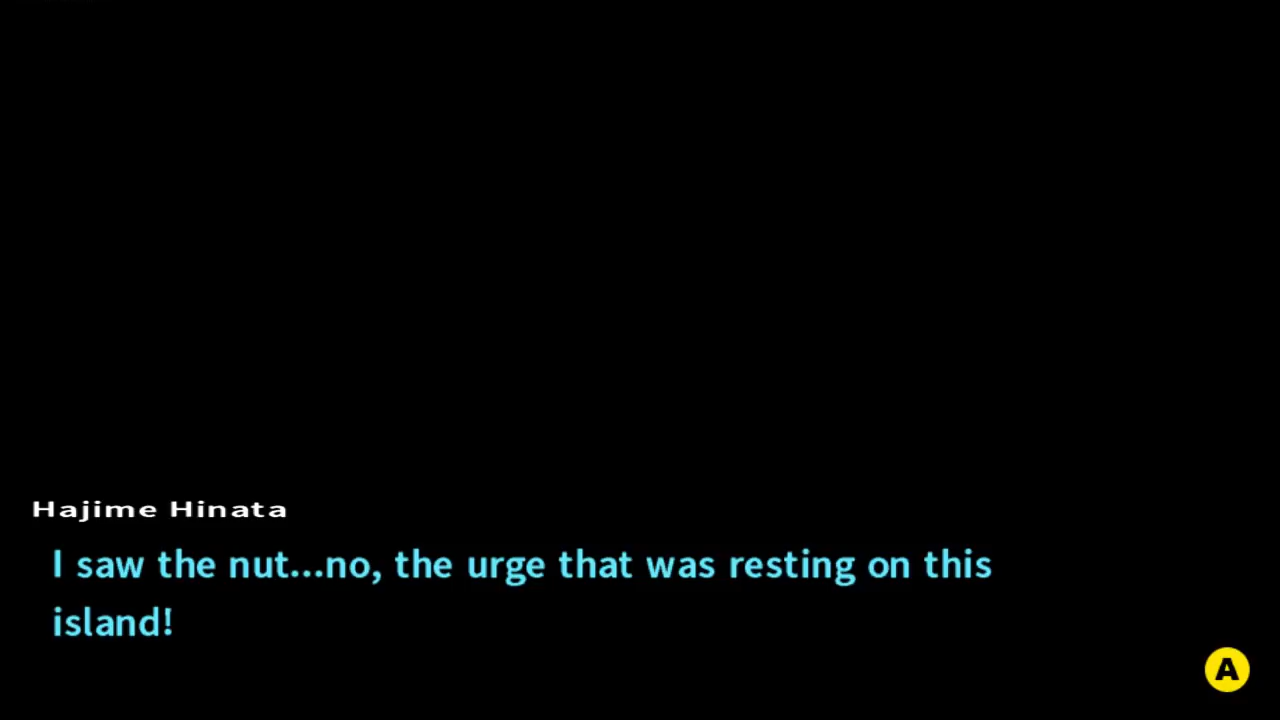 Hajime Hinata
I saw the nut...no, the urge that was resting on this
island!
A